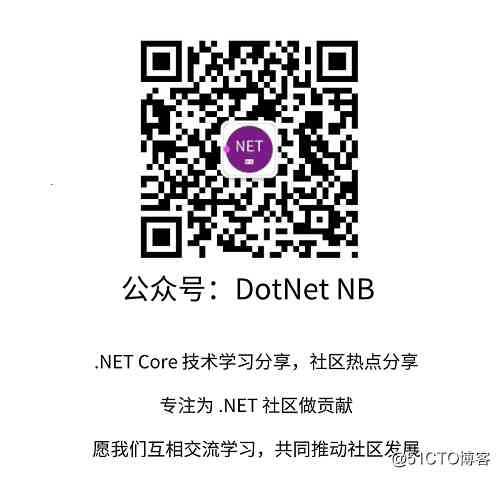 NET
公众号：DotNet NB
.NET Core 技术学习分享，社区热点分享
专注为 .NET 社区做贡献
愿我们互相交流学习，共同推动社区发展
@51CTO博客